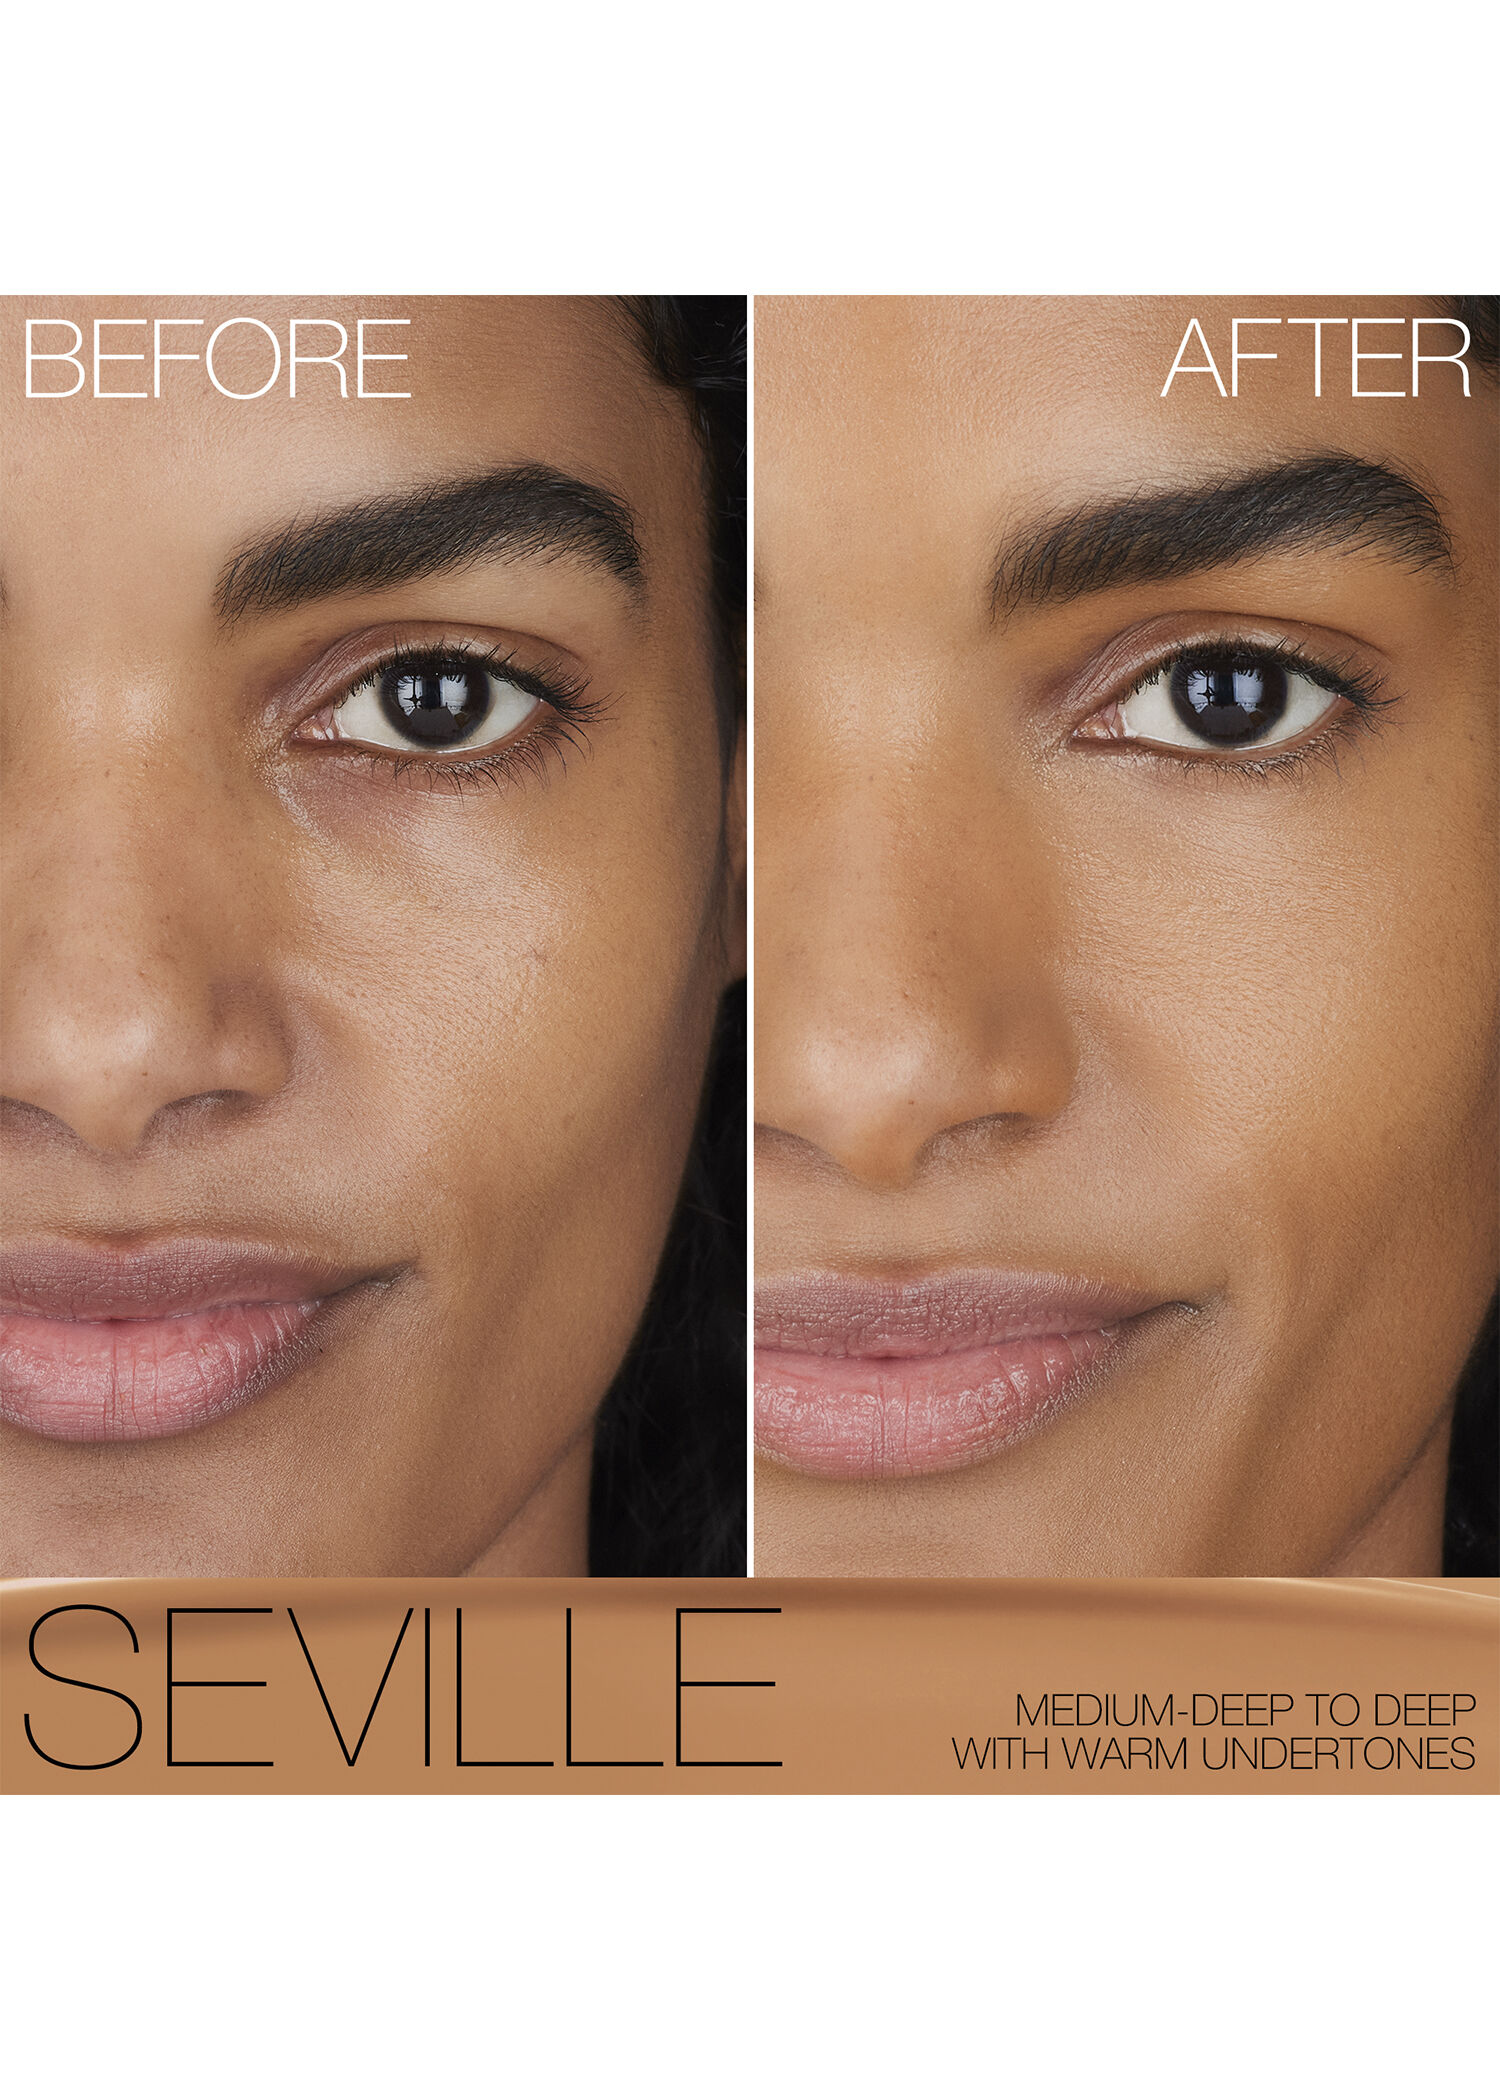 BEFORE
AFTER
SEVILLE
MEDIUM-DEEP TO DEEP
WITH WARM UNDERTONES